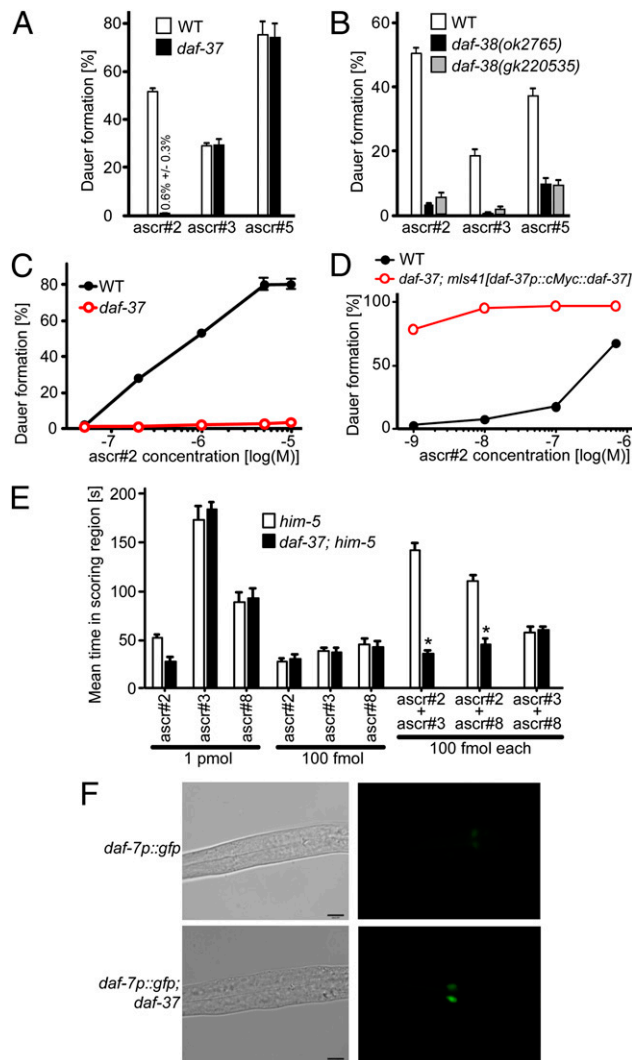 A
80
60
40
20
0
Dauer formation [%]
WT
daf-37
0.6% +/- 0.3%
ascr#2 ascr#3 ascr#5
B
60
40
20
0
Dauer formation [%]
WT
daf-38(ok2765)
daf-38(gk220535)
ascr#2 ascr#3 ascr#5
C
WT
daf-37
80
60
40
20
0
Dauer formation [%]
-7 -6 -5
ascr#2 concentration [log(M)]
D
WT
daf-37; mIs41[daf-37p::cMyc::daf-37]
100
50
0
Dauer formation [%]
-9 -8 -7 -6
ascr#2 concentration [log(M)]
E
200
150
100
50
0
Mean time in scoring region [s]
him-5
daf-37; him-5
*
*
ascr#2
ascr#3
ascr#8
ascr#2
ascr#3
ascr#8
ascr#2
+
ascr#3
ascr#2
+
ascr#8
ascr#3
+
ascr#8
1 pmol
100 fmol
100 fmol each
F
daf-7p::gfp
daf-7p::gfp;
daf-37